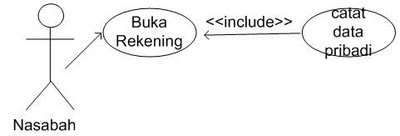 Buka
Rekening
<<include>>
catat
data
pribadi
Nasabah